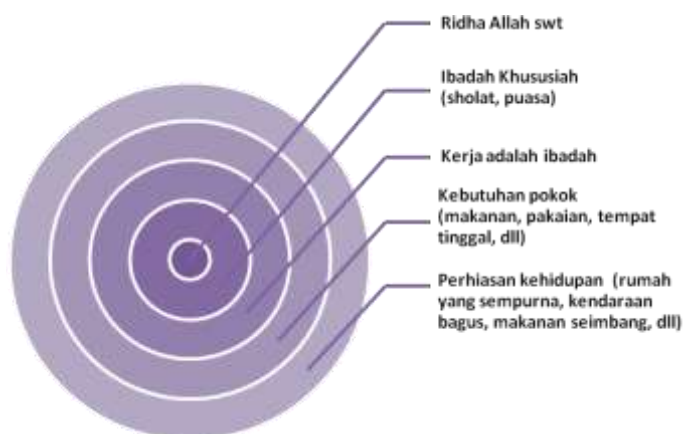 Ridha Allah swt
Ibadah Khususiah
(sholat, puasa)
Kerja adalah ibadah
Kebutuhan pokok
(makanan, pakaian, tempat
tinggal, dll)
Perhiasan kehidupan (rumah
yang sempurna, kendaraan
bagus, makanan seimbang, dll)